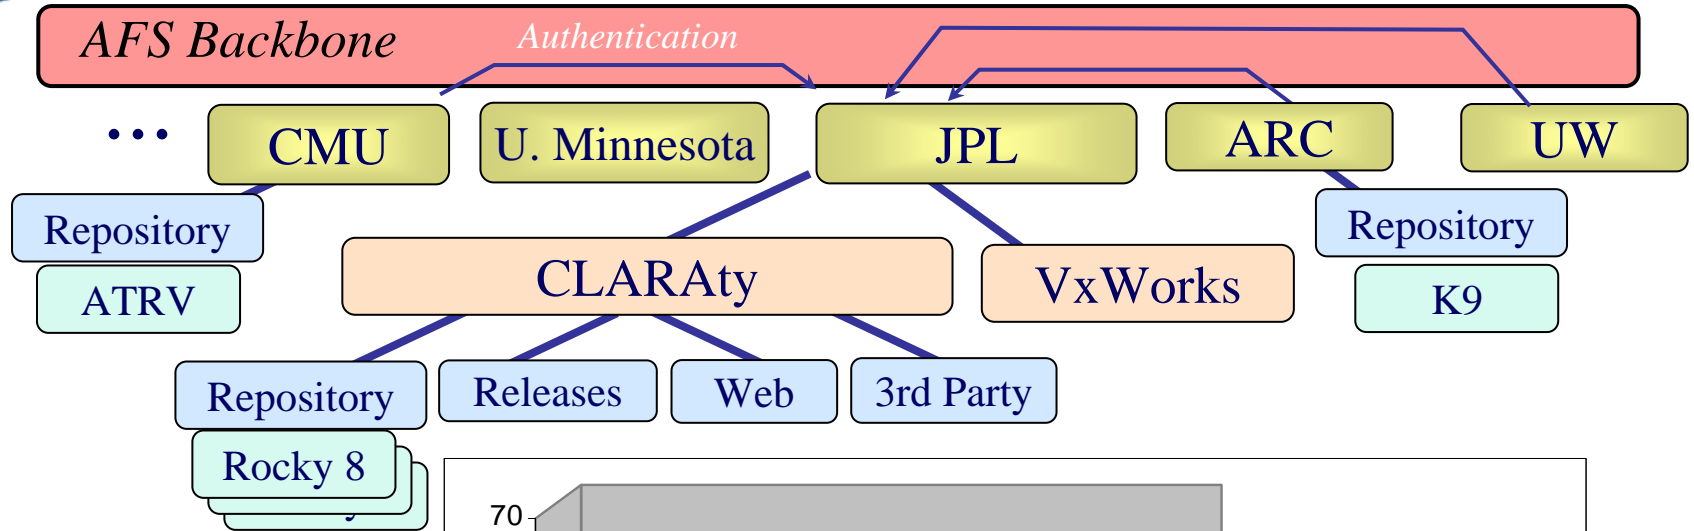 AFS Backbone
Authentication
...
CMU
U. Minnesota
JPL
ARC
UW
Repository
Repository
ATRV
CLARAty
VxWorks
K9
Repository
Releases
Web
3rd Party
Rocky 8
70